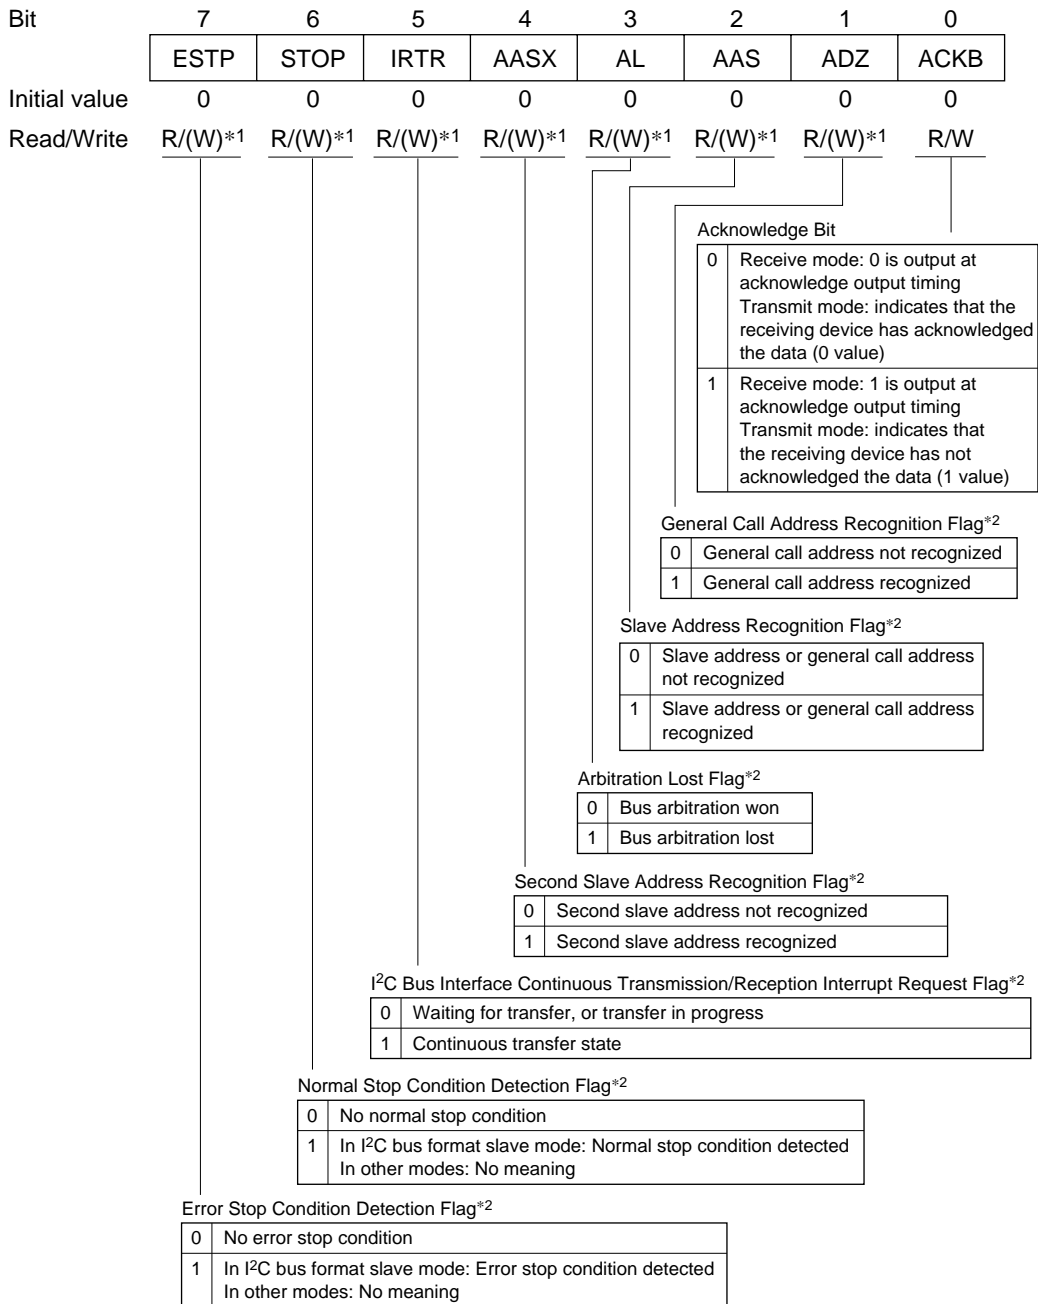 Bit 7 6 5 4 3 2 1 0
ESTP STOP IRTR AASX AL AAS ADZ ACKB
Initial value 0 0 0 0 0 0 0 0
Read/Write R/(W)*1 R/(W)*1 R/(W)*1 R/(W)*1 R/(W)*1 R/(W)*1 R/(W)*1 R/W
Acknowledge Bit
0 Receive mode: 0 is output at
acknowledge output timing
Transmit mode: indicates that the
receiving device has acknowledged
the data (0 value)
1 Receive mode: 1 is output at
acknowledge output timing
Transmit mode: indicates that
the receiving device has not
acknowledged the data (1 value)
General Call Address Recognition Flag*2
0 General call address not recognized
1 General call address recognized
Slave Address Recognition Flag*2
0 Slave address or general call address
not recognized
1 Slave address or general call address
recognized
Arbitration Lost Flag*2
0 Bus arbitration won
1 Bus arbitration lost
Second Slave Address Recognition Flag*2
0 Second slave address not recognized
1 Second slave address recognized
I2C Bus Interface Continuous Transmission/Reception Interrupt Request Flag*2
0 Waiting for transfer, or transfer in progress
1 Continuous transfer state
Normal Stop Condition Detection Flag*2
0 No normal stop condition
1 In I2C bus format slave mode: Normal stop condition detected
In other modes: No meaning
Error Stop Condition Detection Flag*2
0 No error stop condition
1 In I2C bus format slave mode: Error stop condition detected
In other modes: No meaning